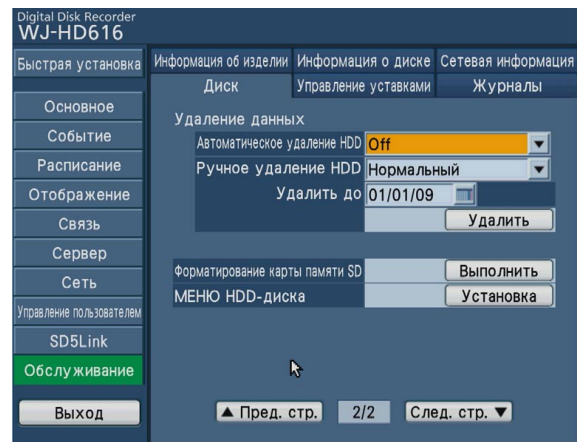 Digital Disk Recorder
WJ-HD616
Быстрая установка
Информация об изделии Информация о диске Сетевая информация
Диск Управление уставками Журналы
Основное
Событие
Расписание
Отображение
Связь
Сервер
Сеть
Управление пользователем
SD5Link
Обслуживание
Выход
Удаление данных
Автоматическое удаление HDD Off
Ручное удаление HDD Нормальный
Удалить до 01/01/09
Удалить
Форматирование карты памяти SD Выполнить
МЕНЮ HDD-диска Установка
▲ Пред. стр. 2/2 След. стр. ▼